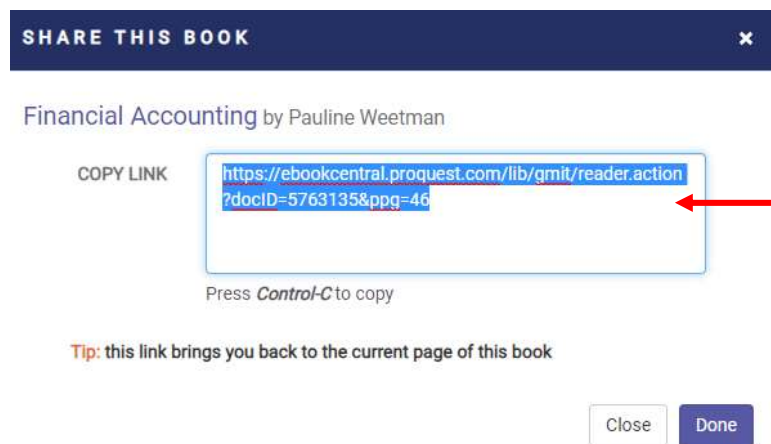 SHARE THIS BOOK ×
Financial Accounting by Pauline Weetman
COPY LINK
https://ebookcentral.proquest.com/lib/gmit/reader.action
?docID=5763135&ppg=46
Press Control-C to copy
Tip: this link brings you back to the current page of this book
Close Done